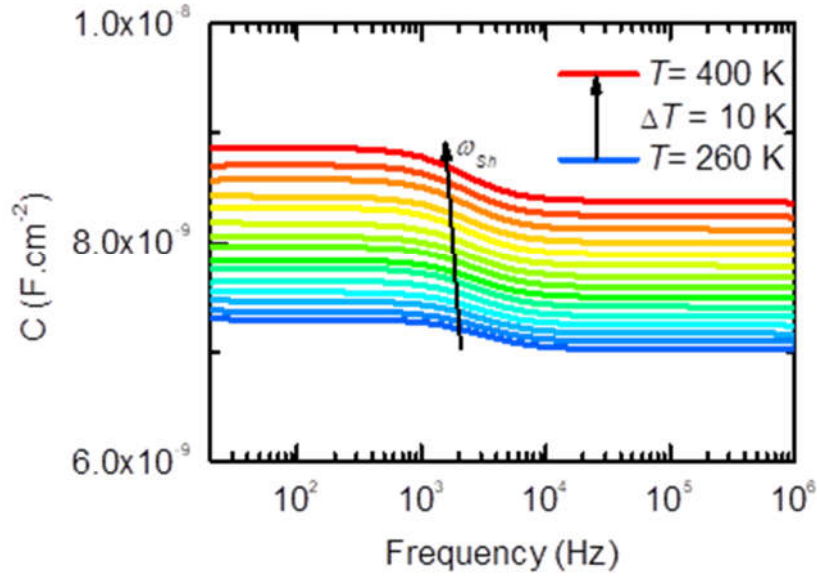 1.0x10⁻⁸
8.0x10⁻⁹
6.0x10⁻⁹
C (F.cm⁻²)
T= 400 K
ΔT = 10 K
T= 260 K
ω_Sh
10² 10³ 10⁴ 10⁵ 10⁶
Frequency (Hz)